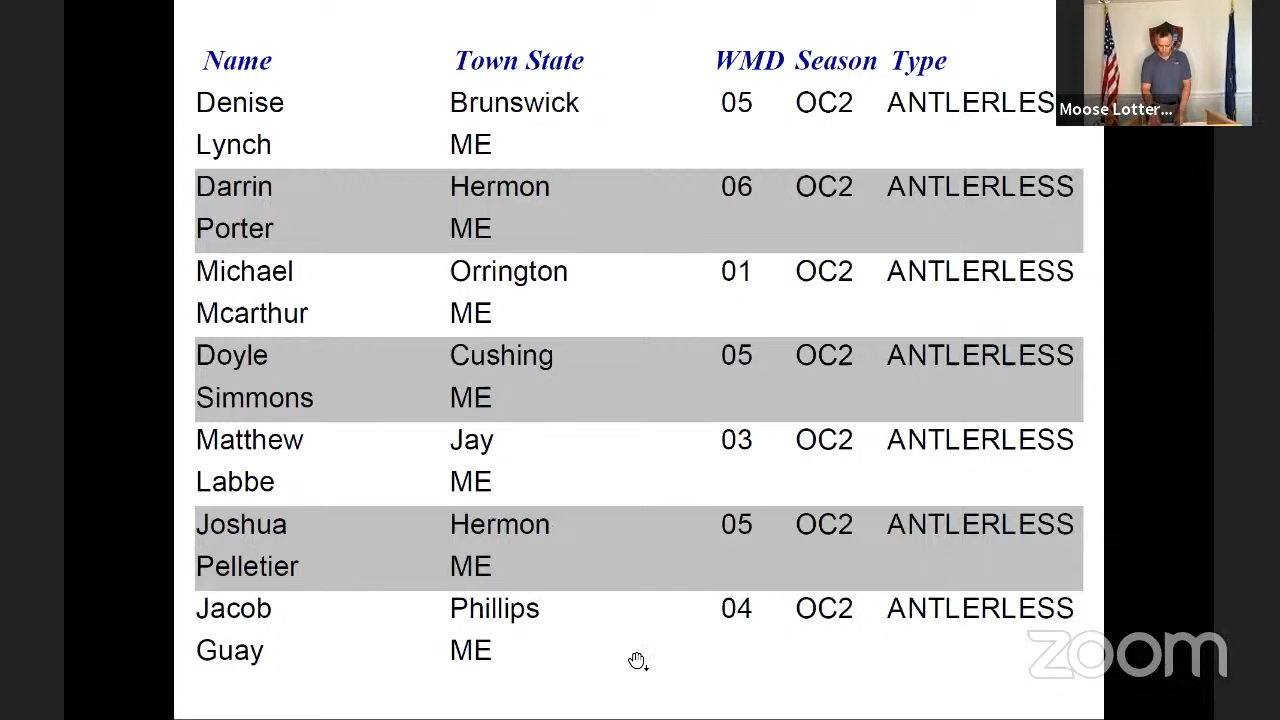 Name Town State WMD Season Type
Denise Brunswick 05 OC2 ANTLERLES
Lynch ME
Darrin Hermon 06 OC2 ANTLERLESS
Porter ME
Michael Orrington 01 OC2 ANTLERLESS
Mcarthur ME
Doyle Cushing 05 OC2 ANTLERLESS
Simmons ME
Matthew Jay 03 OC2 ANTLERLESS
Labbe ME
Joshua Hermon 05 OC2 ANTLERLESS
Pelletier ME
Jacob Phillips 04 OC2 ANTLERLESS
Guay ME
Moose Lotter...
zoom